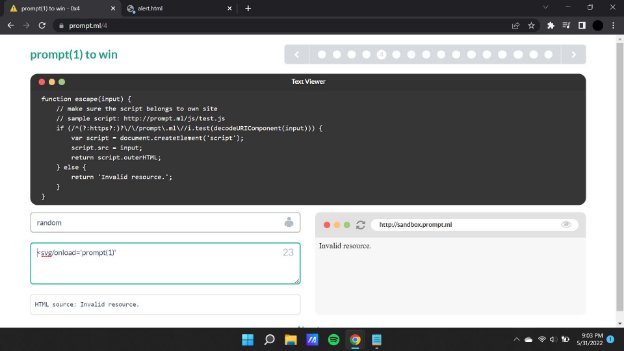 prompt(1) to win - 0x4
alert.html
prompt.ml/4
prompt(1) to win
Text Viewer
function escape(input) {
// make sure the script belongs to own site
// sample script: http://prompt.ml/js/test.js
if (/^(?:https?:)?\/\/prompt\.ml\//i.test(decodeURIComponent(input))) {
var script = document.createElement('script');
script.src = input;
return script.outerHTML;
} else {
return 'Invalid resource.';
}
}
random
http://sandbox.prompt.ml
<svg/onload='prompt(1)'
23
Invalid resource.
HTML source: Invalid resource.
9:03 PM
5/31/2022